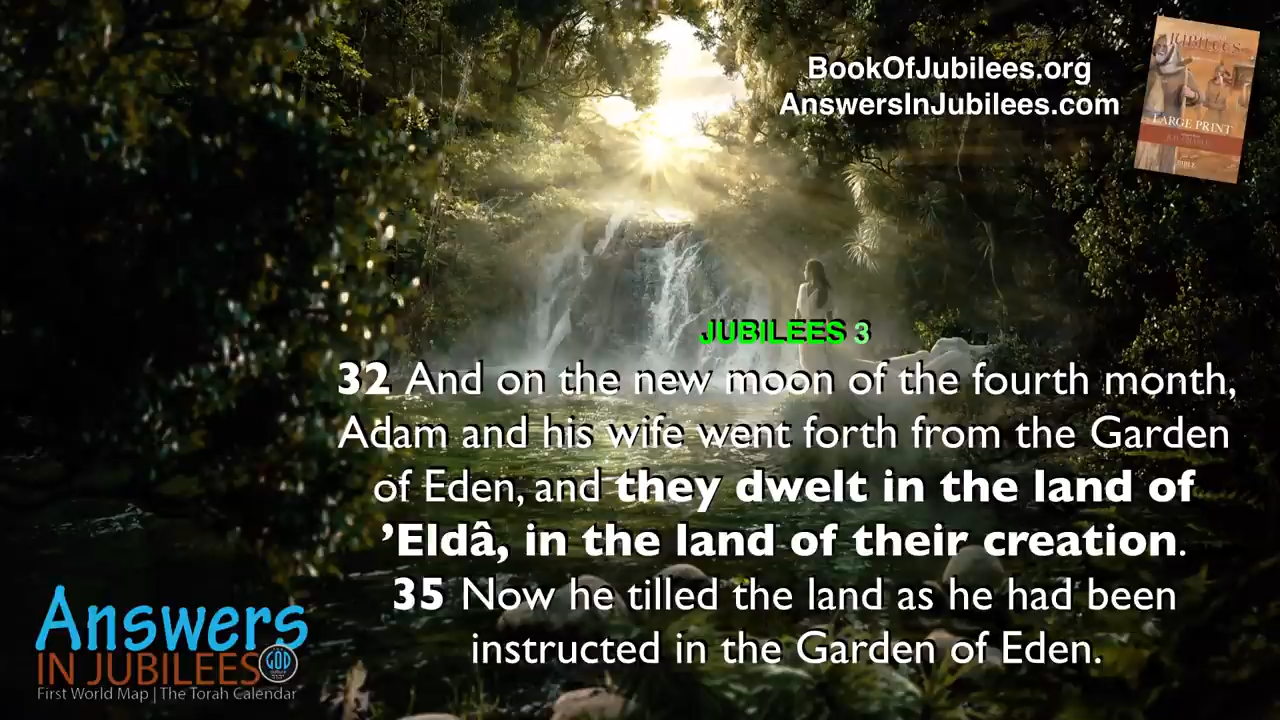 BookOfJubilees.org
AnswersInJubilees.com
JUBILEES
LARGE PRINT
BIBLE
JUBILEES 3
32 And on the new moon of the fourth month,
Adam and his wife went forth from the Garden
of Eden, and they dwelt in the land of
’Eldâ, in the land of their creation.
35 Now he tilled the land as he had been
instructed in the Garden of Eden.
Answers
IN JUBILEES
GOD
First World Map | The Torah Calendar